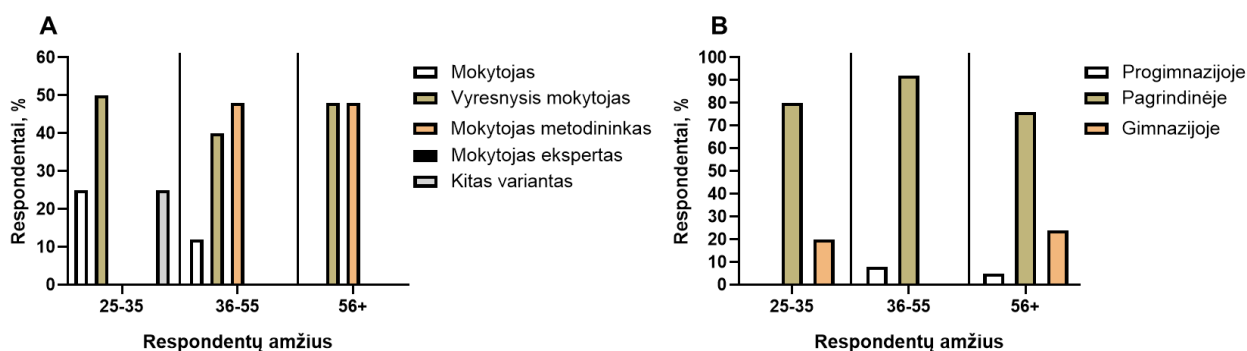 A
Respondentai, %
60
50
40
30
20
10
0
25-35
36-55
56+
Respondentų amžius
Mokytojas
Vyresnysis mokytojas
Mokytojas metodininkas
Mokytojas ekspertas
Kitas variantas
B
Respondentai, %
100
90
80
70
60
50
40
30
20
10
0
25-35
36-55
56+
Respondentų amžius
Progimnazijoje
Pagrindinėje
Gimnazijoje